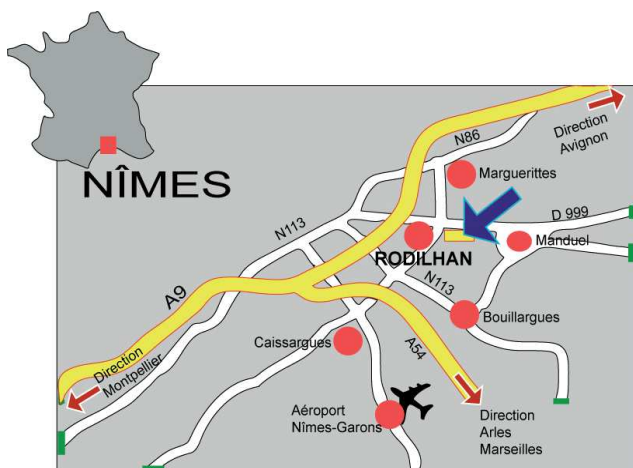 NÎMES
N86
Direction
Avignon
Marguerittes
D 999
N113
RODILHAN
Manduel
A9
N113
Bouillargues
Direction
Montpellier
Caissargues
A54
Aéroport
Nîmes-Garons
Direction
Arles
Marseilles